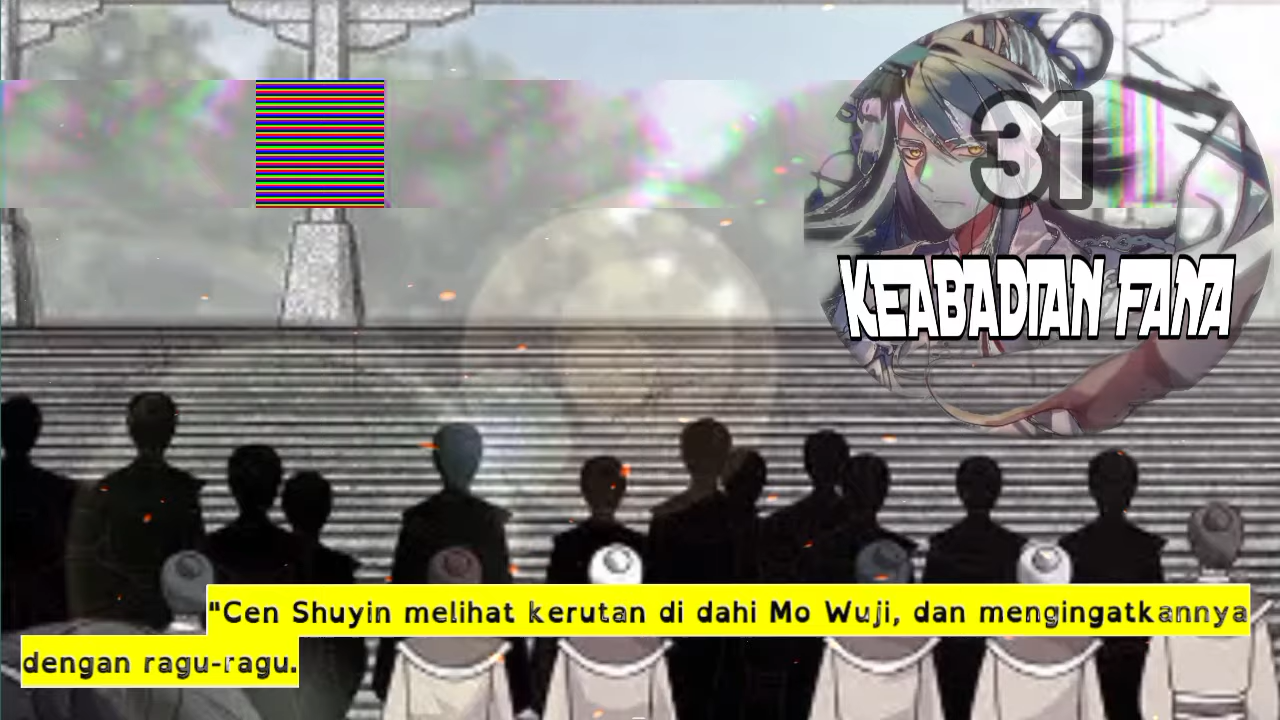 31
KEABADIAN FANA
"Cen Shuyin melihat kerutan di dahi Mo Wuji, dan mengingatkannya
dengan ragu-ragu.